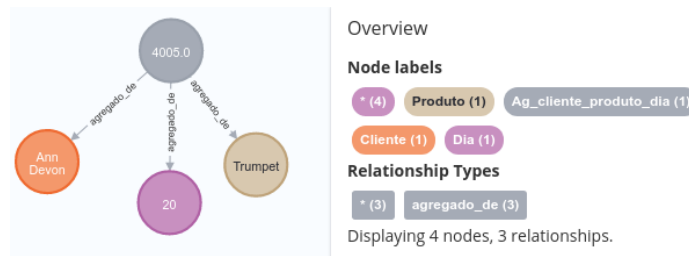 4005.0
agregado_de
agregado_de
agregado_de
Ann
Devon
20
Trumpet
Overview
Node labels
* (4) Produto (1) Ag_cliente_produto_dia (1)
Cliente (1) Dia (1)
Relationship Types
* (3) agregado_de (3)
Displaying 4 nodes, 3 relationships.